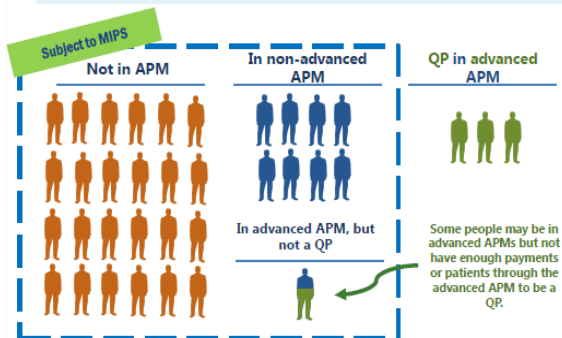 Subject to MIPS
Not in APM
In non-advanced
APM
QP in advanced
APM
In advanced APM, but
not a QP
Some people may be in
advanced APMs but not
have enough payments
or patients through the
advanced APM to be a
QP.